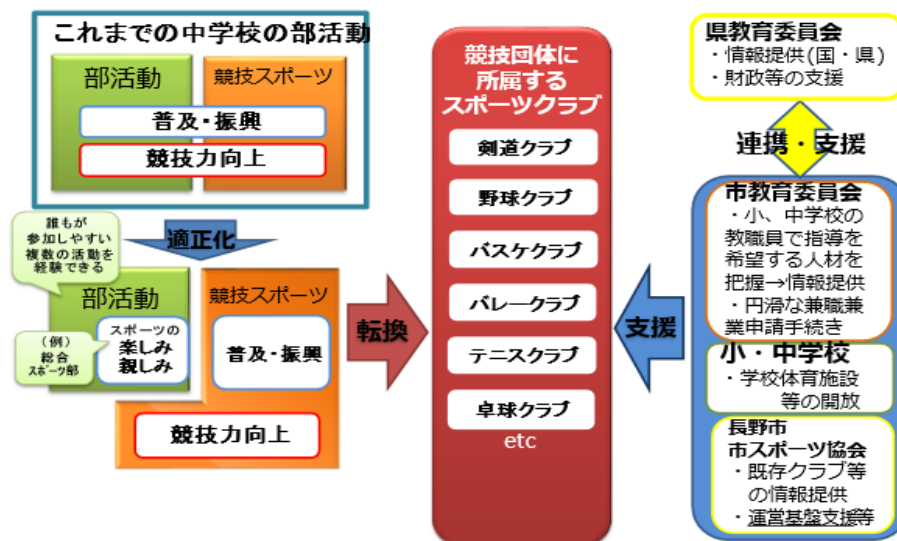 これまでの中学校の部活動
部活動
競技スポーツ
普及・振興
競技力向上
適正化
誰もが
参加しやすい
複数の活動を
経験できる
部活動
競技スポーツ
(例)
総合
スポーツ部
スポーツの
楽しみ
親しみ
普及・振興
競技力向上
転換
競技団体に
所属する
スポーツクラブ
剣道クラブ
野球クラブ
バスケクラブ
バレークラブ
テニスクラブ
卓球クラブ
etc
支援
県教育委員会
・情報提供(国・県)
・財政等の支援
連携・支援
市教育委員会
・小、中学校の
教職員で指導を
希望する人材を
把握→情報提供
・円滑な兼職兼
業申請手続き
小・中学校
・学校体育施設
等の開放
長野市
市スポーツ協会
・既存クラブ等
の情報提供
・運営基盤支援等